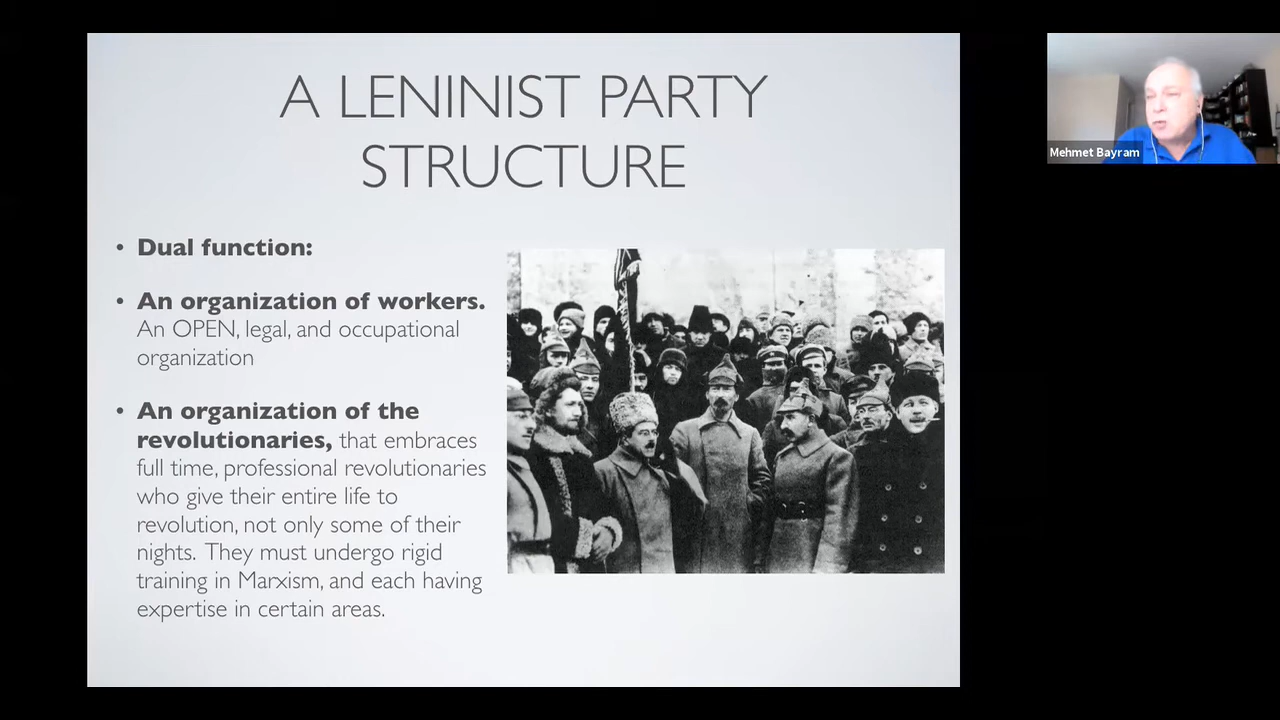 A LENINIST PARTY
STRUCTURE
• Dual function:
• An organization of workers.
An OPEN, legal, and occupational
organization
• An organization of the
revolutionaries, that embraces
full time, professional revolutionaries
who give their entire life to
revolution, not only some of their
nights. They must undergo rigid
training in Marxism, and each having
expertise in certain areas.
Mehmet Bayram